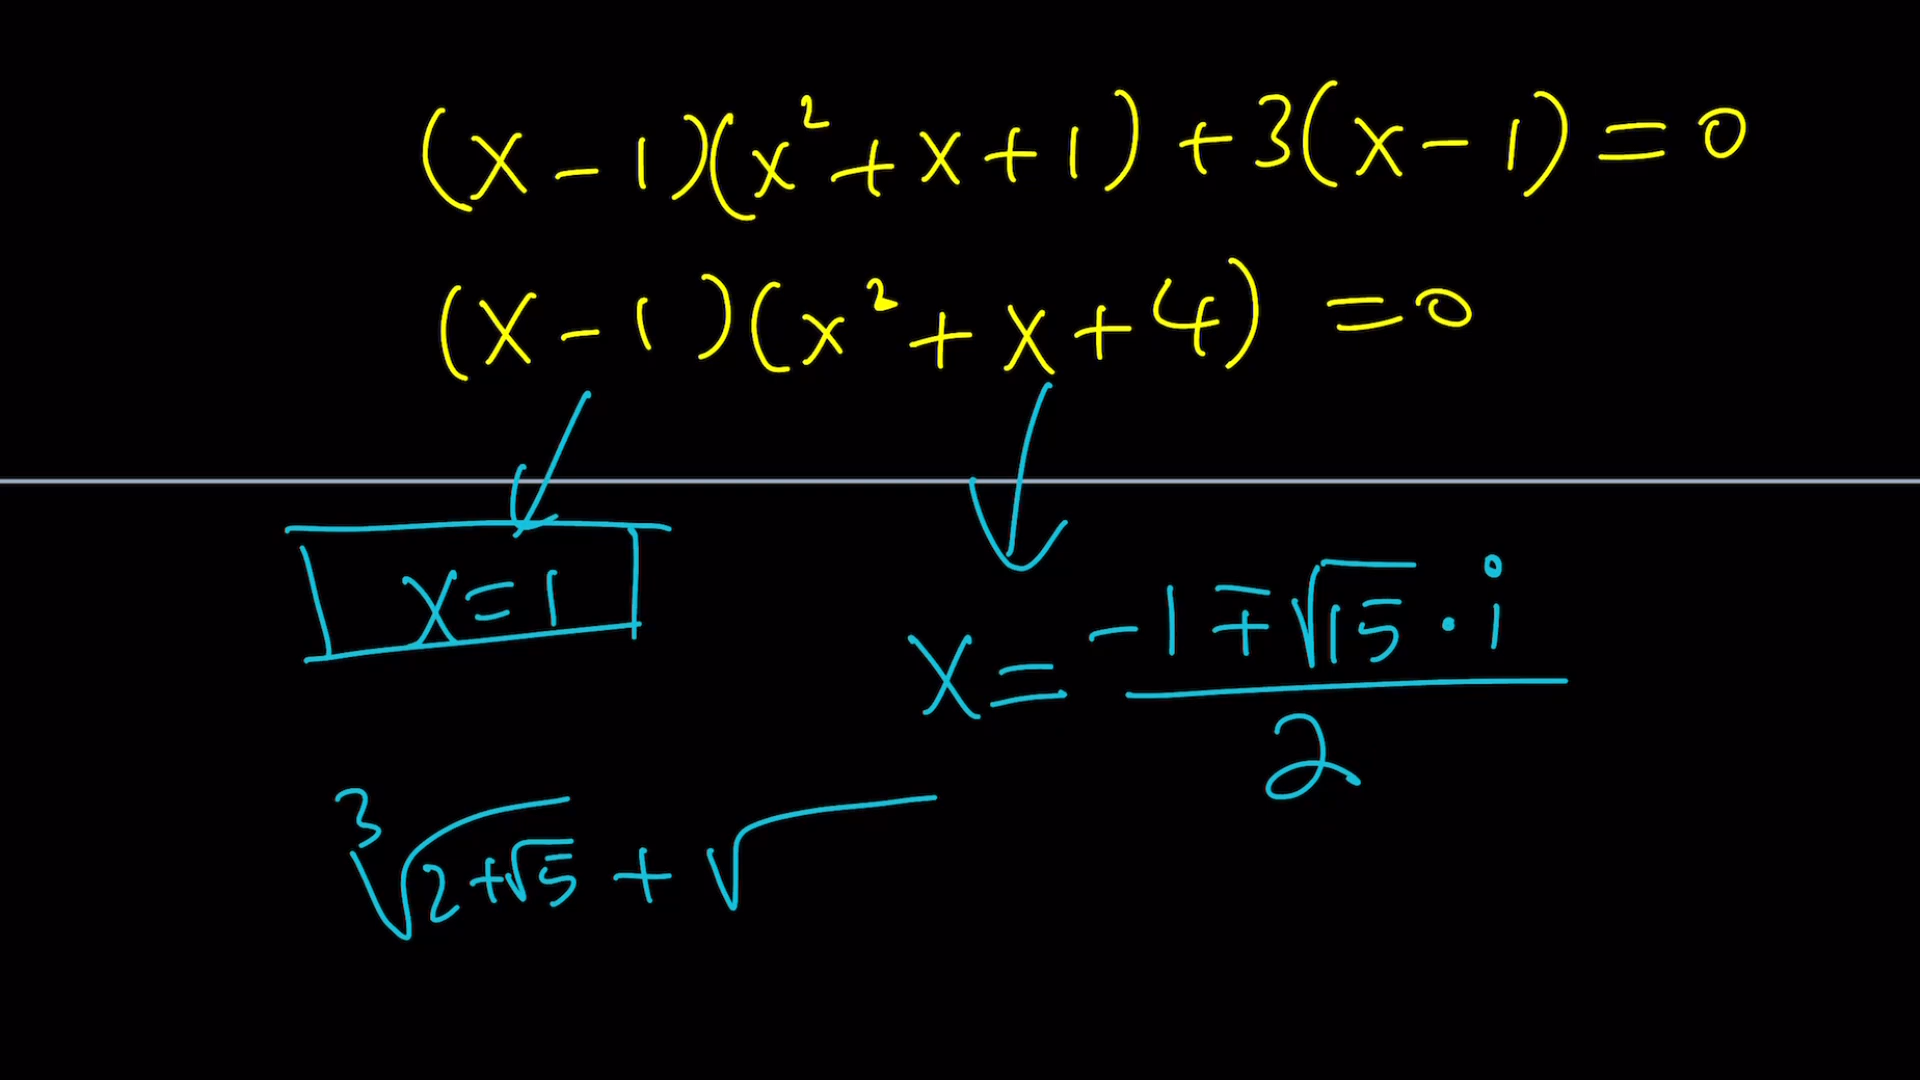 (x-1)(x²+x+1)+3(x-1)=0
(x-1)(x²+x+4)=0
x=1
x= (-1∓√15·i)/2
∛(2+√5) + √